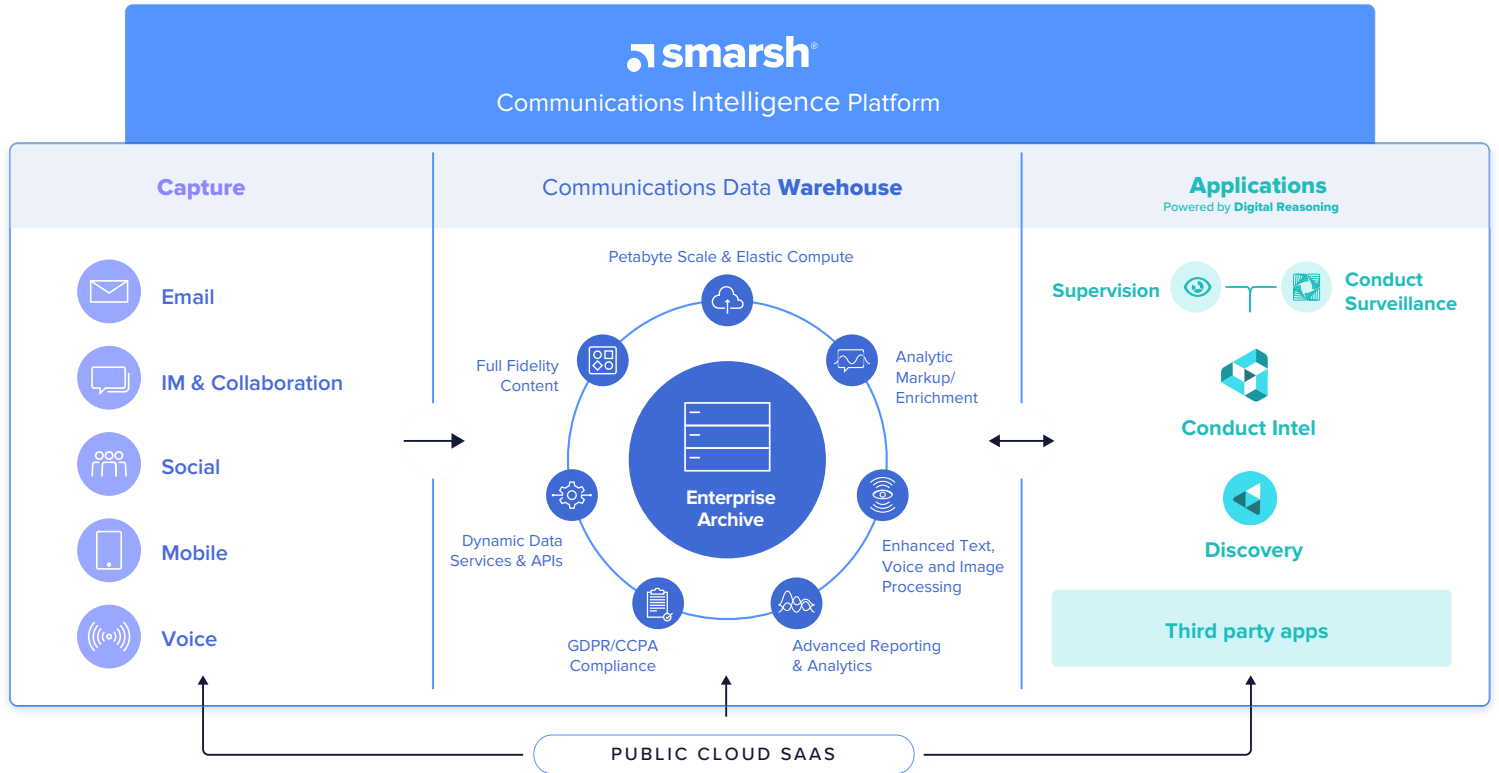 smarsh®
Communications Intelligence Platform
Capture
Communications Data Warehouse
Applications
Powered by Digital Reasoning
Email
IM & Collaboration
Social
Mobile
Voice
Petabyte Scale & Elastic Compute
Full Fidelity
Content
Analytic
Markup/
Enrichment
Enterprise
Archive
Dynamic Data
Services & APIs
Enhanced Text,
Voice and Image
Processing
GDPR/CCPA
Compliance
Advanced Reporting
& Analytics
Supervision
Conduct
Surveillance
Conduct Intel
Discovery
Third party apps
PUBLIC CLOUD SAAS